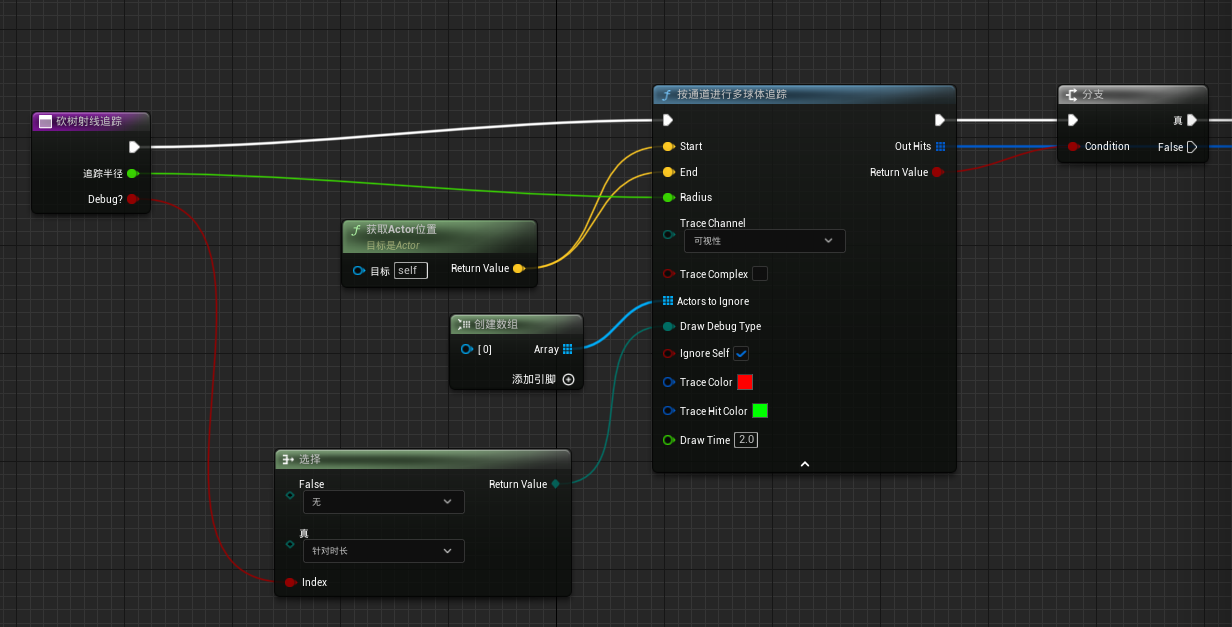 砍树射线追踪
追踪半径
Debug?
获取Actor位置
目标是Actor
目标 self
Return Value
创建数组
[0]
Array
添加引脚
选择
False
无
Return Value
真
针对时长
Index
按通道进行多球体追踪
Start
Out Hits
End
Return Value
Radius
Trace Channel
可视性
Trace Complex
Actors to Ignore
Draw Debug Type
Ignore Self
Trace Color
Trace Hit Color
Draw Time 2.0
分支
真
Condition
False